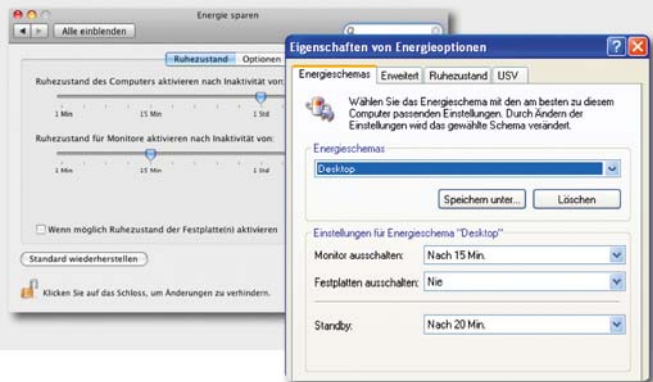 Energie sparen
Alle einblenden
Ruhezustand Optionen
Ruhezustand des Computers aktivieren nach Inaktivität von:
1 Min 15 Min 1 Std
Ruhezustand für Monitore aktivieren nach Inaktivität von:
1 Min 15 Min 1 Std
Wenn möglich Ruhezustand der Festplatte(n) aktivieren
Standard wiederherstellen
Klicken Sie auf das Schloss, um Änderungen zu verhindern.
Eigenschaften von Energieoptionen
Energieschemas Erweitert Ruhezustand USV
Wählen Sie das Energieschema mit den am besten zu diesem
Computer passenden Einstellungen. Durch Ändern der
Einstellungen wird das gewählte Schema verändert.
Energieschemas
Desktop
Speichern unter... Löschen
Einstellungen für Energieschema "Desktop"
Monitor ausschalten: Nach 15 Min.
Festplatten ausschalten: Nie
Standby: Nach 20 Min.